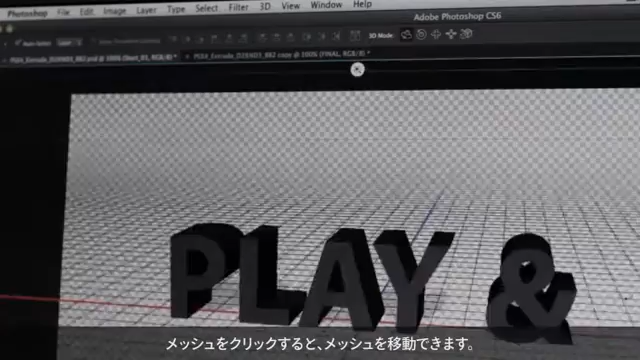 Photoshop File Edit Image Layer Type Select Filter 3D View Window Help
Adobe Photoshop CS6
3D Mode:
PLAY &
メッシュをクリックすると、メッシュを移動できます。